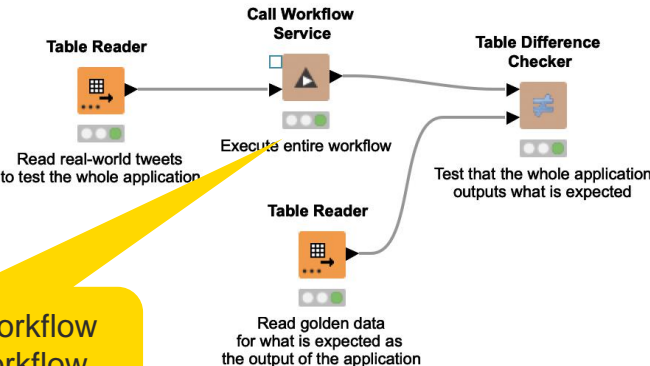 Call Workflow
Service
Table Reader
Table Difference
Checker
Execute entire workflow
Read real-world tweets
to test the whole application
Test that the whole application
outputs what is expected
Table Reader
Read golden data
for what is expected as
the output of the application